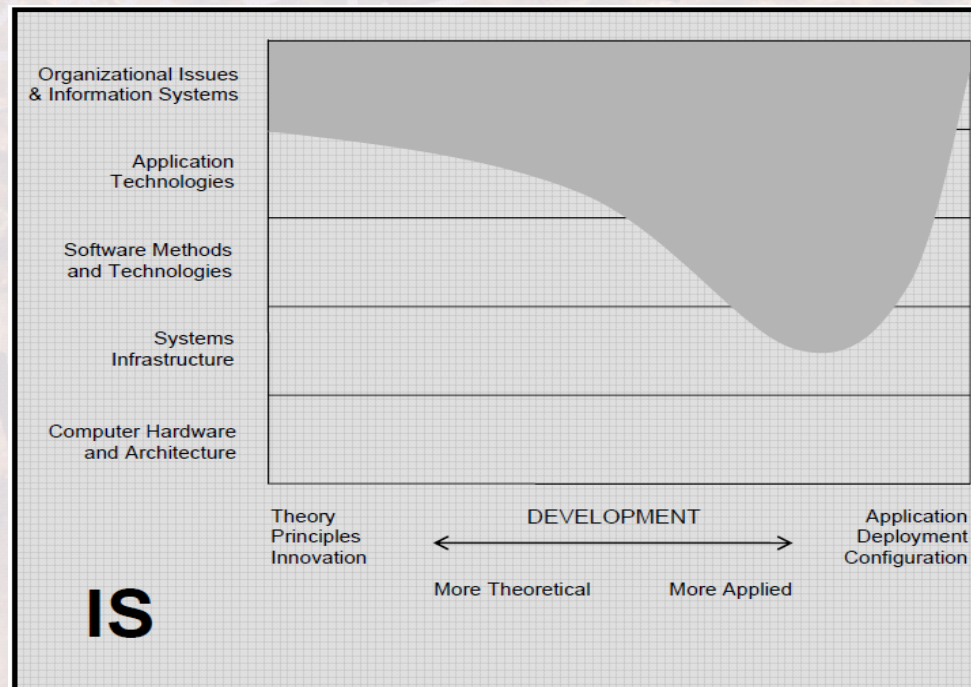 Organizational Issues
& Information Systems
Application
Technologies
Software Methods
and Technologies
Systems
Infrastructure
Computer Hardware
and Architecture
Theory
Principles
Innovation
DEVELOPMENT
More Theoretical
More Applied
Application
Deployment
Configuration
IS